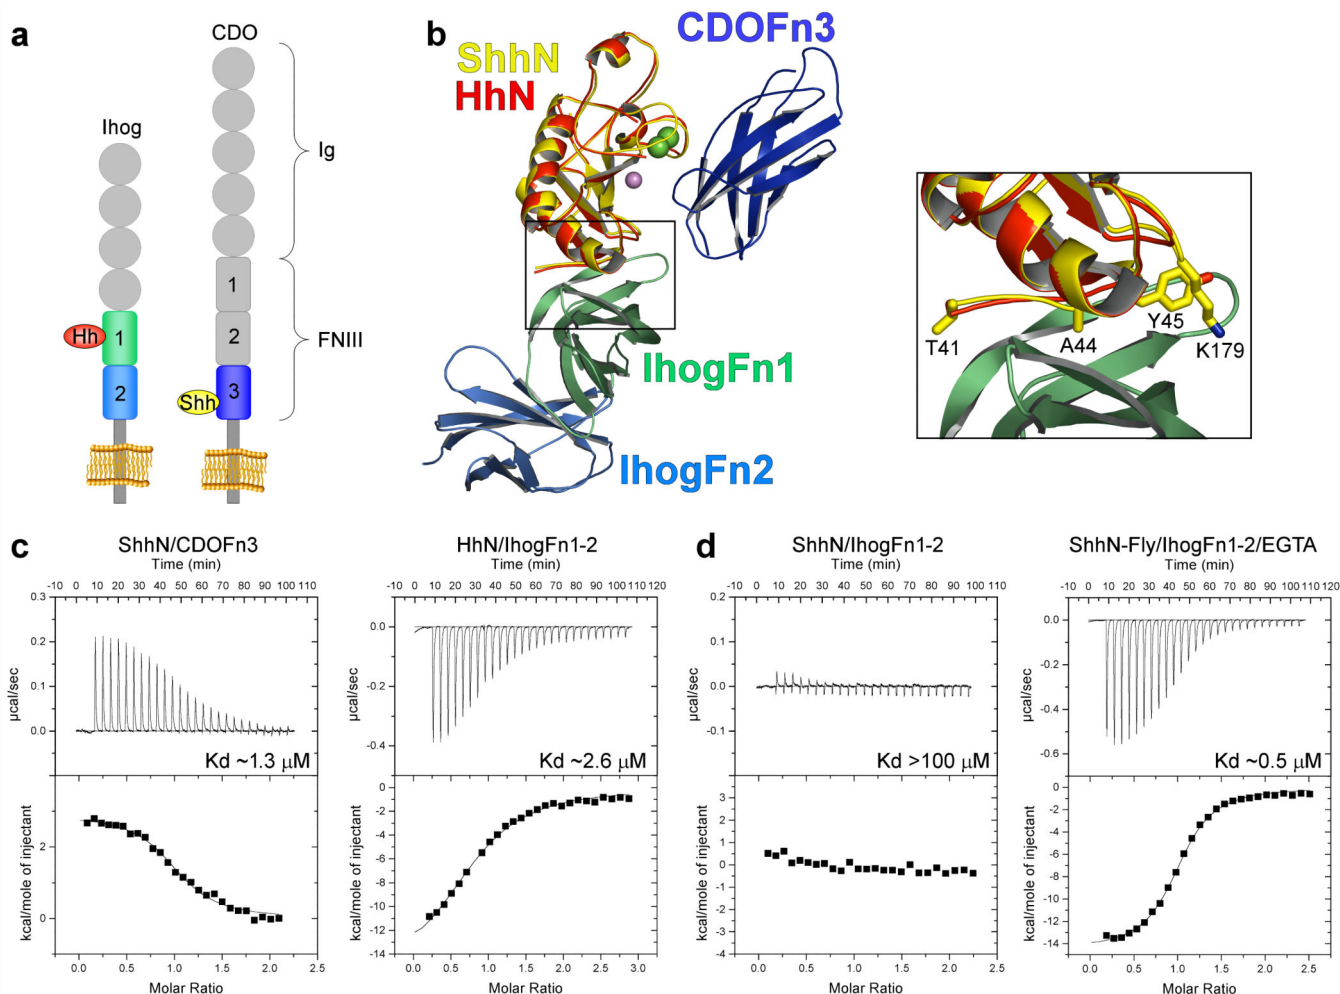 a
CDO
Ihog
Ig
1
Hh
1
2
FNIII
2
Shh
3
b
ShhN
HhN
CDOFn3
IhogFn1
IhogFn2
T41
A44
Y45
K179
c
ShhN/CDOFn3
Time (min)
-10 0 10 20 30 40 50 60 70 80 90 100 110
0.3
0.2
0.1
0.0
µcal/sec
Kd ~1.3 µM
2
0
kcal/mole of injectant
0.0 0.5 1.0 1.5 2.0 2.5
Molar Ratio
HhN/IhogFn1-2
Time (min)
-10 0 10 20 30 40 50 60 70 80 90 100 110 120
0.0
-0.2
-0.4
µcal/sec
Kd ~2.6 µM
0
-2
-4
-6
-8
-10
-12
-14
kcal/mole of injectant
0.0 0.5 1.0 1.5 2.0 2.5 3.0
Molar Ratio
d
ShhN/IhogFn1-2
Time (min)
-10 0 10 20 30 40 50 60 70 80 90 100 110
0.2
0.1
0.0
-0.1
µcal/sec
Kd >100 µM
3
2
1
0
-1
-2
-3
-4
kcal/mole of injectant
0.0 0.5 1.0 1.5 2.0 2.5
Molar Ratio
ShhN-Fly/IhogFn1-2/EGTA
Time (min)
-10 0 10 20 30 40 50 60 70 80 90 100 110 120
0.0
-0.2
-0.4
-0.6
µcal/sec
Kd ~0.5 µM
0
-2
-4
-6
-8
-10
-12
-14
kcal/mole of injectant
0.0 0.5 1.0 1.5 2.0 2.5
Molar Ratio